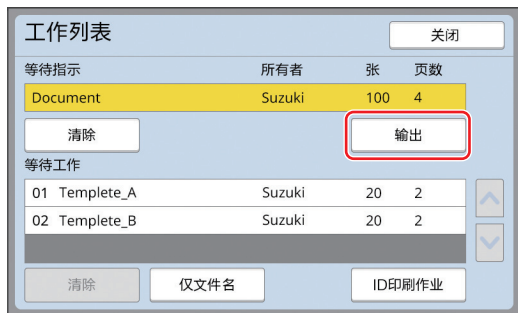 工作列表 关闭
等待指示 所有者 张 页数
Document Suzuki 100 4
清除 输出
等待工作
01 Templete_A Suzuki 20 2
02 Templete_B Suzuki 20 2
清除 仅文件名 ID印刷作业